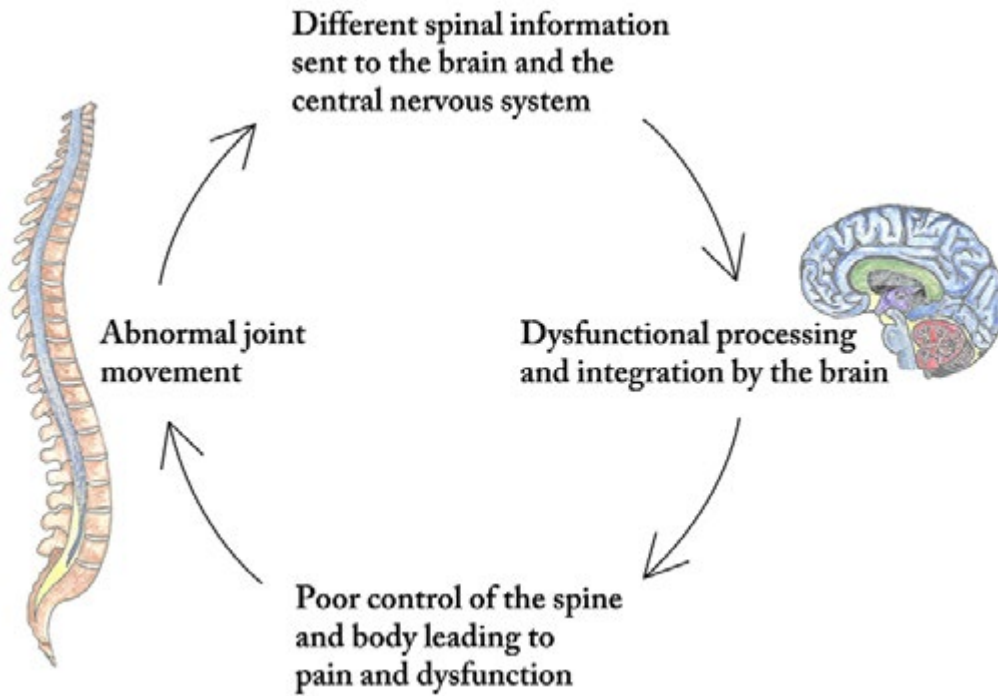 Different spinal information
sent to the brain and the
central nervous system
Dysfunctional processing
and integration by the brain
Poor control of the spine
and body leading to
pain and dysfunction
Abnormal joint
movement